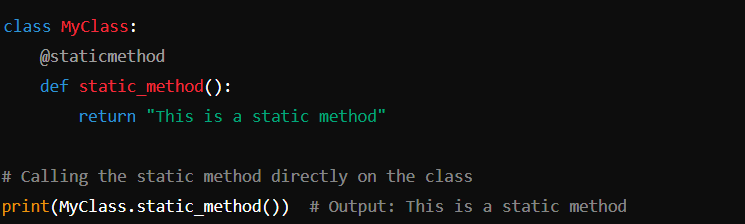 class MyClass:
    @staticmethod
    def static_method():
        return "This is a static method"

# Calling the static method directly on the class
print(MyClass.static_method())  # Output: This is a static method